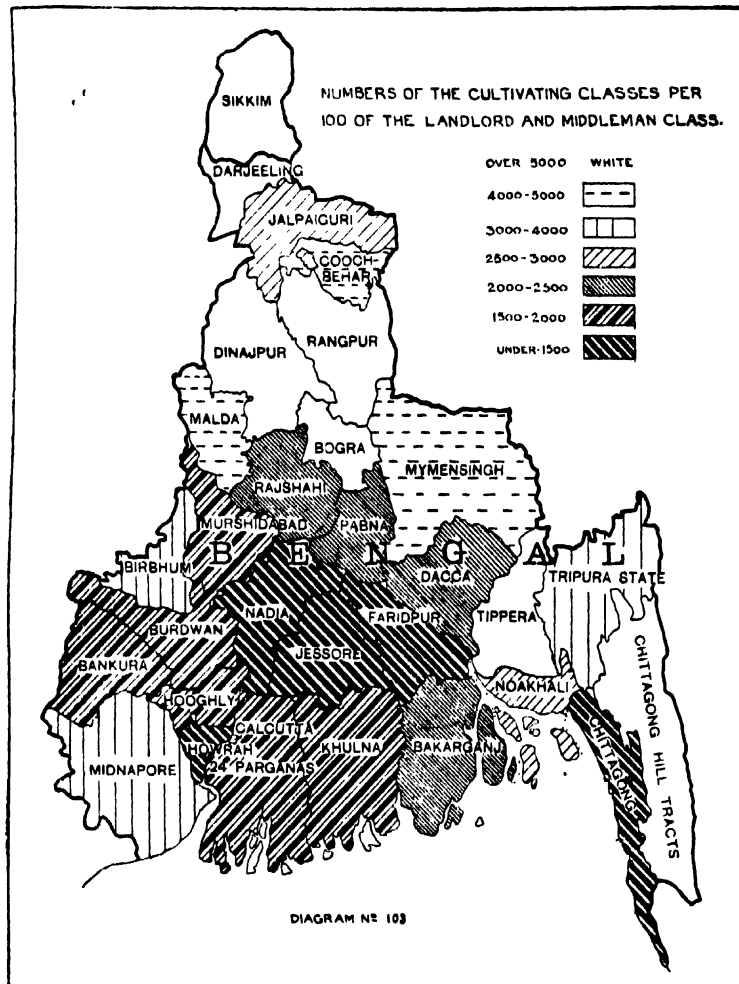 NUMBERS OF THE CULTIVATING CLASSES PER
100 OF THE LANDLORD AND MIDDLEMAN CLASS.
OVER 5000 WHITE
4000-5000
3000-4000
2500-3000
2000-2500
1500-2000
UNDER-1500
SIKKIM
DARJEELING
JALPAIGURI
COOCH-
BEHAR
RANGPUR
DINAJPUR
MALDA
BOGRA
MYMENSINGH
RAJSHAHI
MURSHIDABAD
PABNA
BENGAL
BIRBHUM
DACCA
TRIPURA STATE
NADIA
FARIDPUR
TIPPERA
BURDWAN
JESSORE
BANKURA
NOAKHALI
CHITTAGONG HILL TRACTS
HOOGHLY
CALCUTTA
CHITTAGONG
HOWRAH
KHULNA
BAKARGANJ
24 PARGANAS
MIDNAPORE
DIAGRAM Nº 103